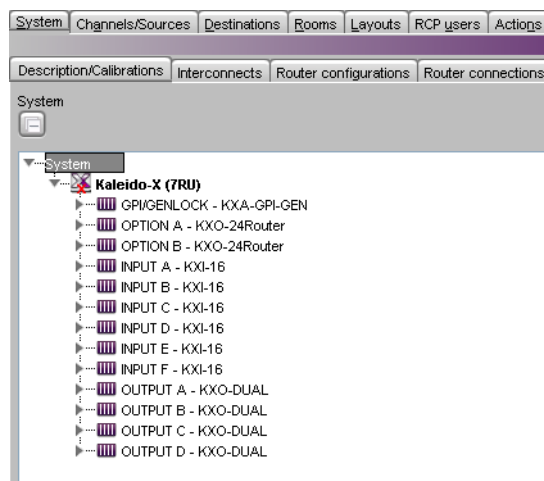 System Channels/Sources Destinations Rooms Layouts RCP users Actions
Description/Calibrations Interconnects Router configurations Router connections
System
System
Kaleido-X (7RU)
GPI/GENLOCK - KXA-GPI-GEN
OPTION A - KXO-24Router
OPTION B - KXO-24Router
INPUT A - KXI-16
INPUT B - KXI-16
INPUT C - KXI-16
INPUT D - KXI-16
INPUT E - KXI-16
INPUT F - KXI-16
OUTPUT A - KXO-DUAL
OUTPUT B - KXO-DUAL
OUTPUT C - KXO-DUAL
OUTPUT D - KXO-DUAL